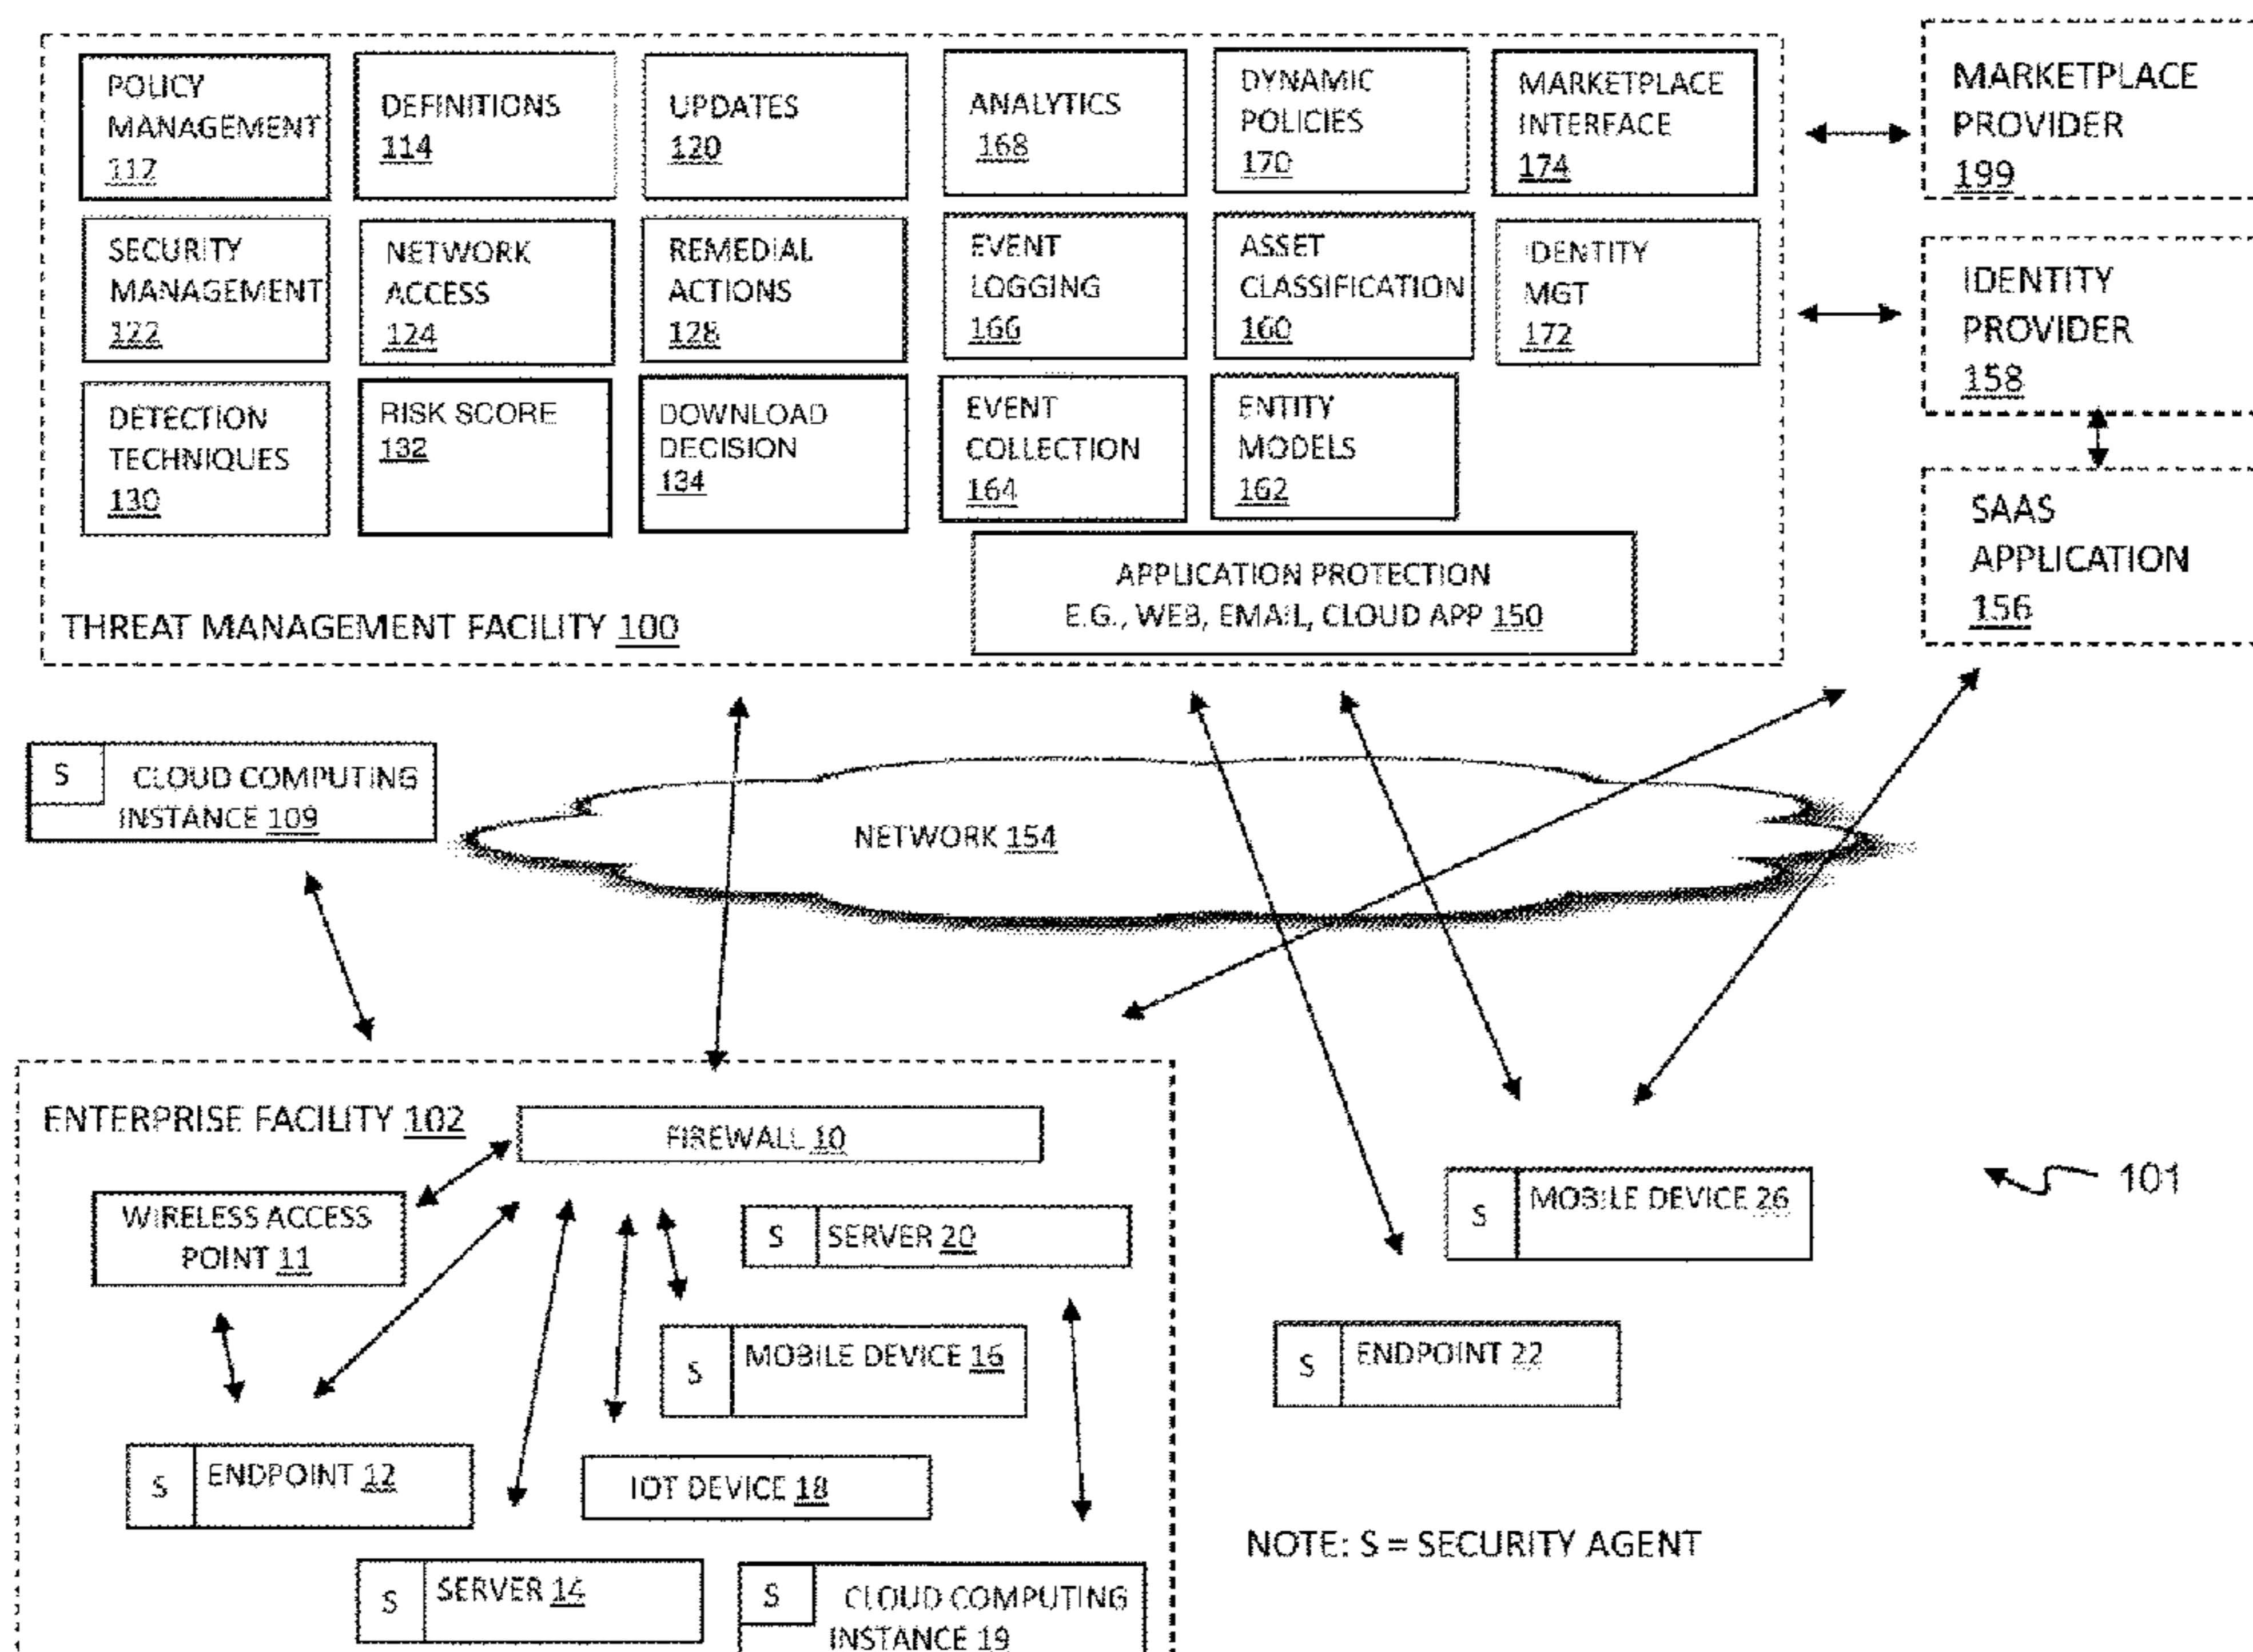 POLICY
MANAGEMENT
112
DEFINITIONS
114
UPDATES
120
ANALYTICS
168
DYNAMIC
POLICIES
170
MARKETPLACE
INTERFACE
174
MARKETPLACE
PROVIDER
199
SECURITY
MANAGEMENT
122
NETWORK
ACCESS
124
REMEDIAL
ACTIONS
128
EVENT
LOGGING
166
ASSET
CLASSIFICATION
160
IDENTITY
MGT
172
IDENTITY
PROVIDER
158
DETECTION
TECHNIQUES
130
RISK SCORE
132
DOWNLOAD
DECISION
134
EVENT
COLLECTION
164
ENTITY
MODELS
162
SAAS
APPLICATION
156
APPLICATION PROTECTION
E.G., WEB, EMAIL, CLOUD APP 150
THREAT MANAGEMENT FACILITY 100
S CLOUD COMPUTING
INSTANCE 109
NETWORK 154
ENTERPRISE FACILITY 102
FIREWALL 10
WIRELESS ACCESS
POINT 11
S SERVER 20
S MOBILE DEVICE 26
101
S MOBILE DEVICE 16
S ENDPOINT 22
S ENDPOINT 12
IOT DEVICE 18
NOTE: S = SECURITY AGENT
S SERVER 14
S CLOUD COMPUTING
INSTANCE 19